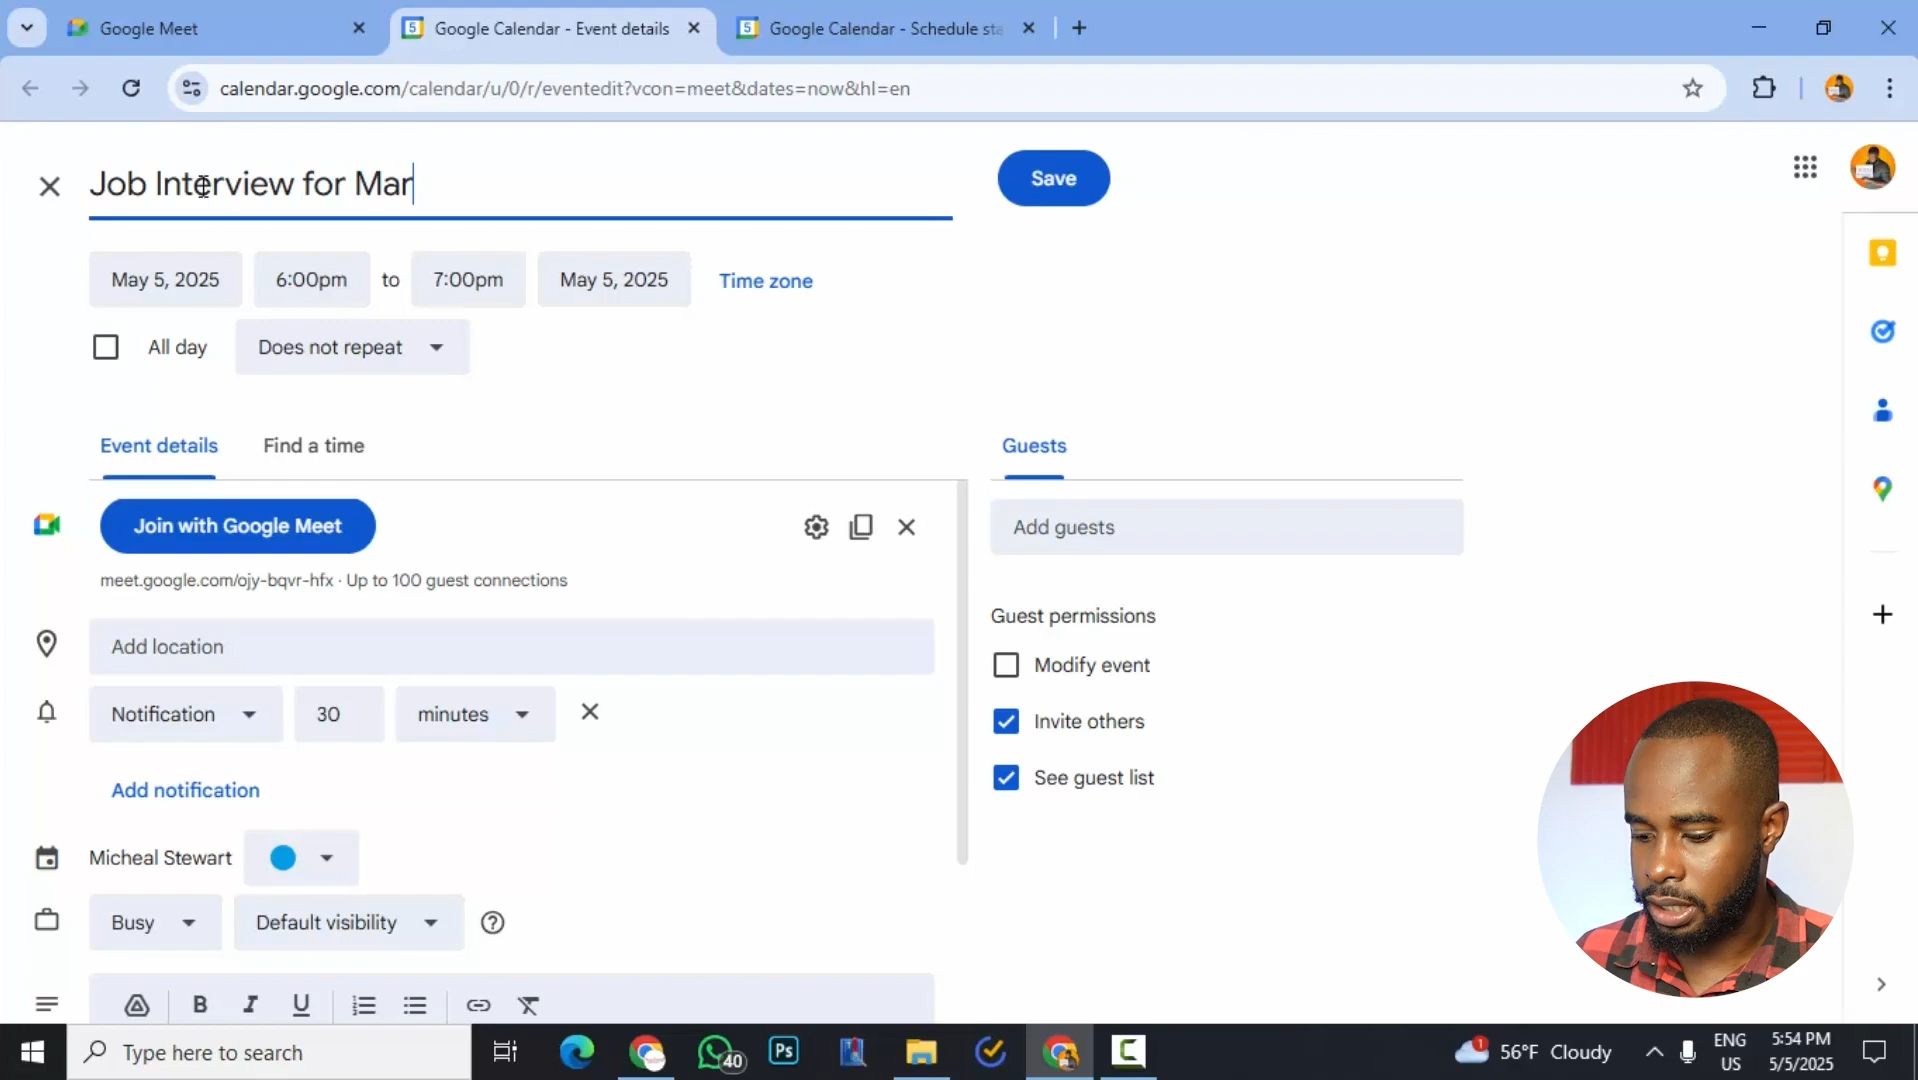 Google Meet
Google Calendar - Event details
Google Calendar - Schedule sta
calendar.google.com/calendar/u/0/r/eventedit?vcon=meet&dates=now&hl=en
Job Interview for Mar
Save
May 5, 2025 6:00pm to 7:00pm May 5, 2025 Time zone
All day Does not repeat
Event details Find a time
Guests
Join with Google Meet
Add guests
meet.google.com/ojy-bqvr-hfx · Up to 100 guest connections
Guest permissions
Add location
Modify event
Notification 30 minutes
Invite others
See guest list
Add notification
Micheal Stewart
Busy Default visibility
B I U
Type here to search
Ps
40
1
56°F Cloudy
ENG
US
5:54 PM
5/5/2025